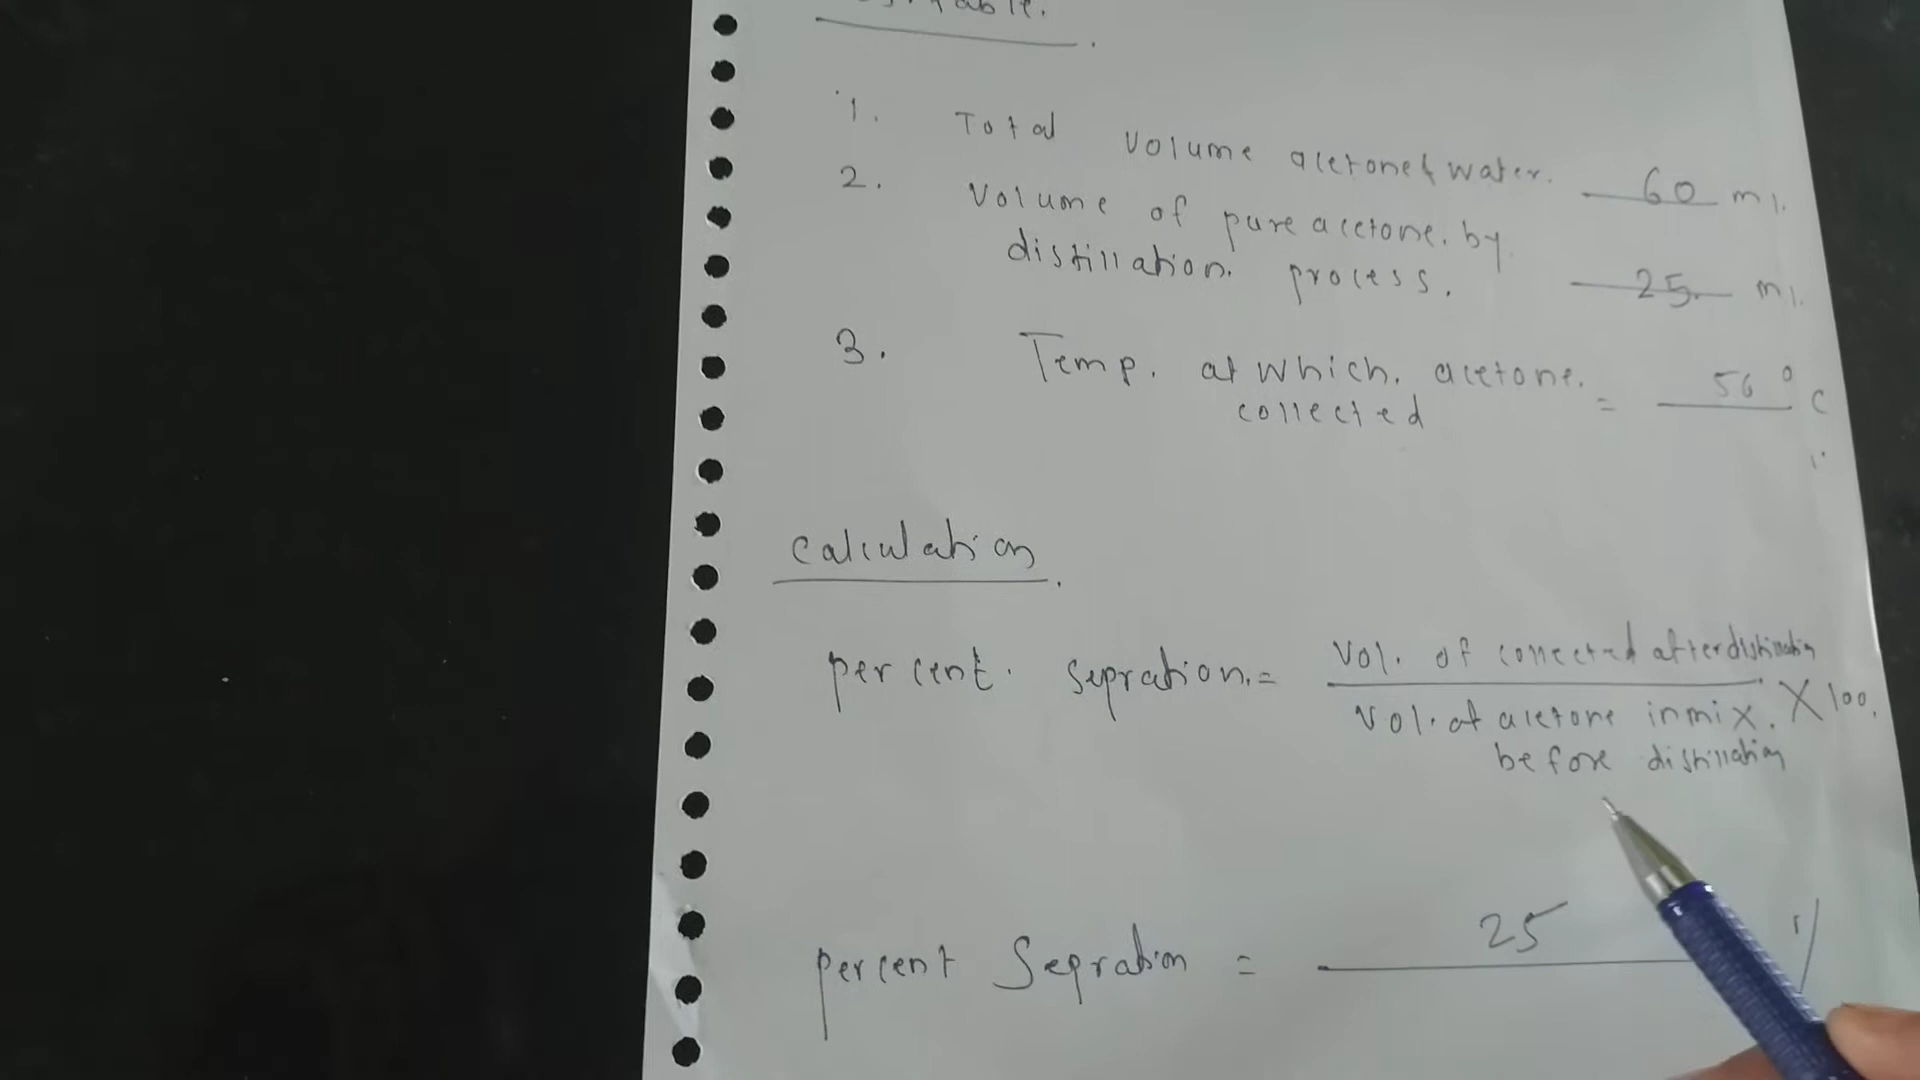 Table.
1. Total volume acetone & water. 60 ml.
2. Volume of pure acetone. by
distillation. process. 25. ml.
3. Temp. at which. acetone. = 56° C
collected
Calculation.
percent. Sepration. = Vol. of collected after distillation
Vol. of acetone in mix. X 100.
before distillation
percent Sepration = 25 %